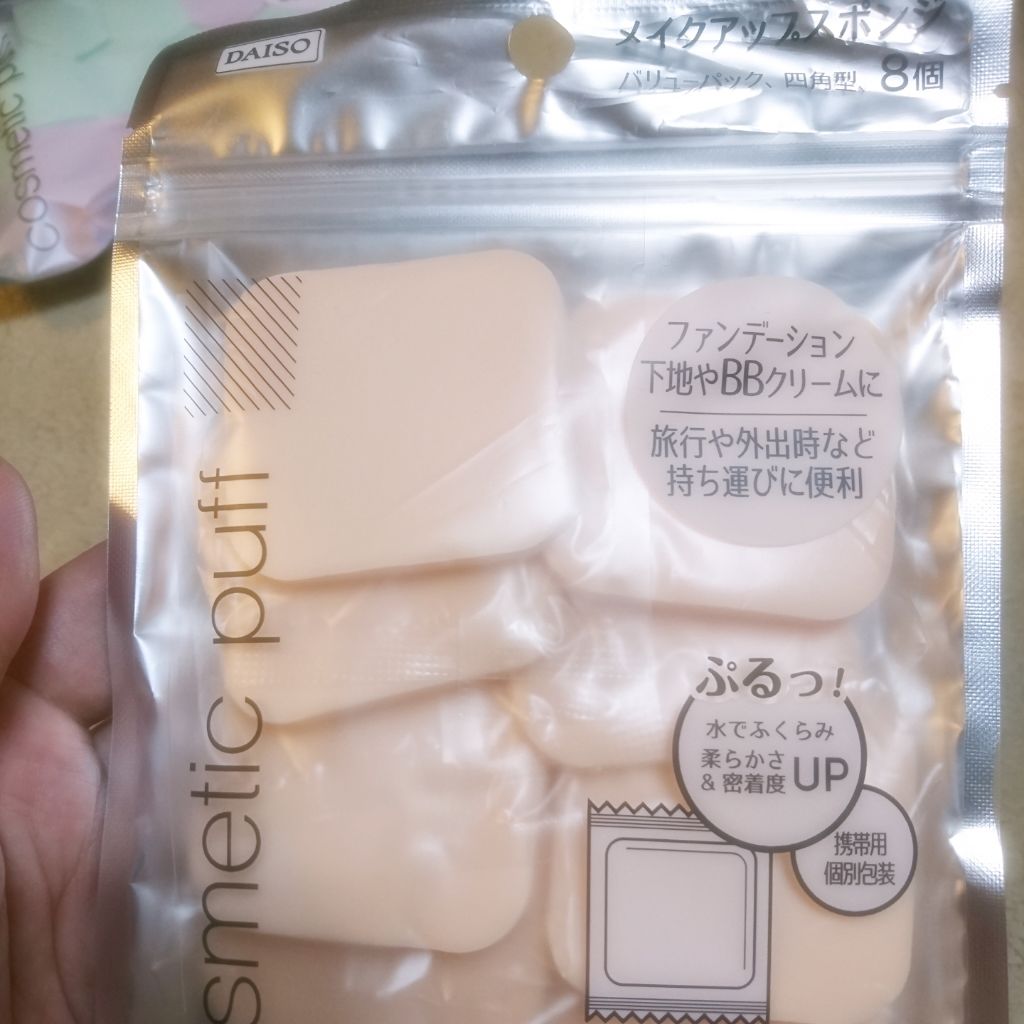 DAISO
メイクアップスポンジ
バリューパック、四角型、8個
cosmetic pu
ファンデーション
下地やBBクリームに
旅行や外出時など
持ち運びに便利
smetic puff
ぷるっ!
水でふくらみ
柔らかさ
&密着度 UP
携帯用
個別包装